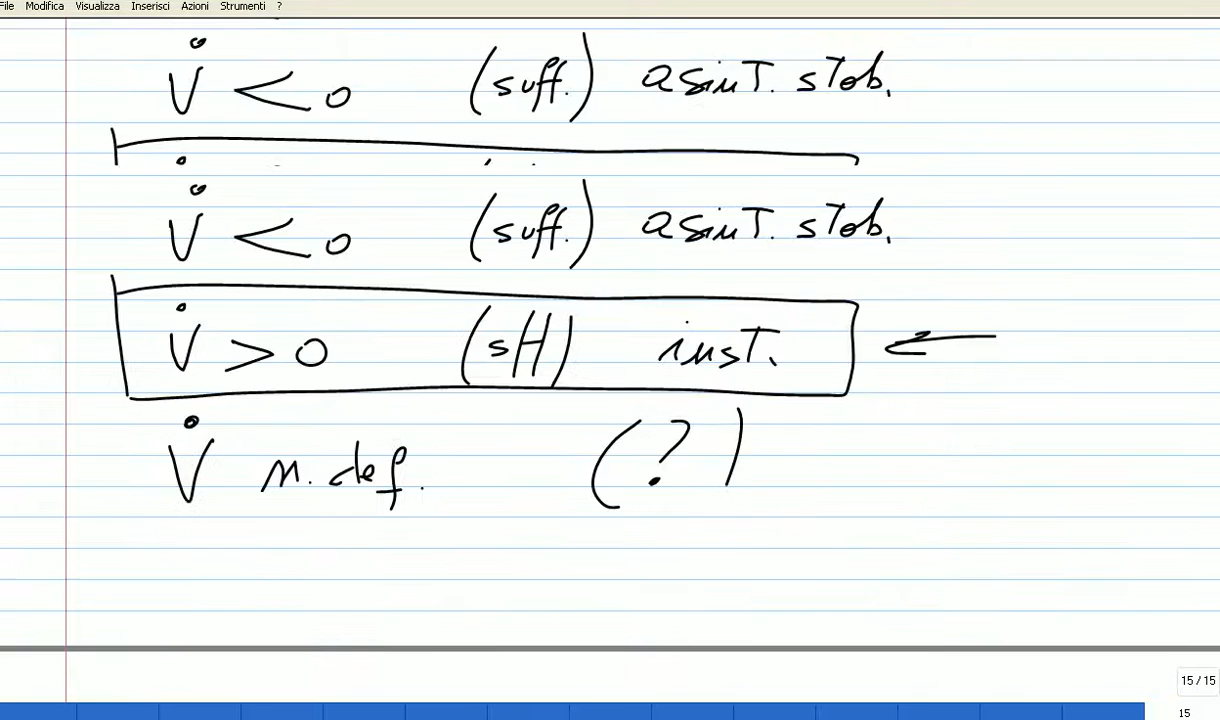 File Modifica Visualizza Inserisci Azioni Strumenti ?
V̇ < 0 (suff.) asinT. sTab.
V̇ < 0 (suff.) asinT. sTab.
V̇ > 0 (sff) insT.
V̇ n. def. (?)
15 / 15
15